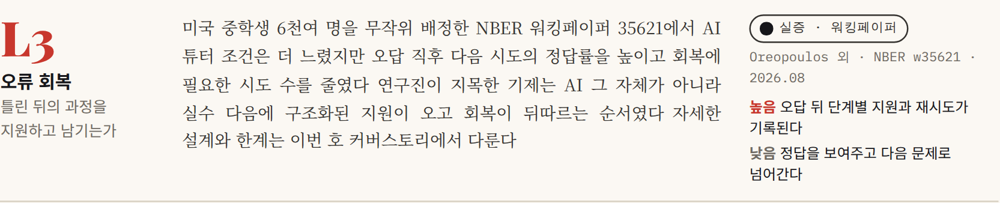 L3
오류 회복
틀린 뒤의 과정을
지원하고 남기는가
미국 중학생 6천여 명을 무작위 배정한 NBER 워킹페이퍼 35621에서 AI
튜터 조건은 더 느렸지만 오답 직후 다음 시도의 정답률을 높이고 회복에
필요한 시도 수를 줄였다 연구진이 지목한 기제는 AI 그 자체가 아니라
실수 다음에 구조화된 지원이 오고 회복이 뒤따르는 순서였다 자세한
설계와 한계는 이번 호 커버스토리에서 다룬다
실증 · 워킹페이퍼
Oreopoulos 외 · NBER w35621 ·
2026.08
높음 오답 뒤 단계별 지원과 재시도가
기록된다
낮음 정답을 보여주고 다음 문제로
넘어간다